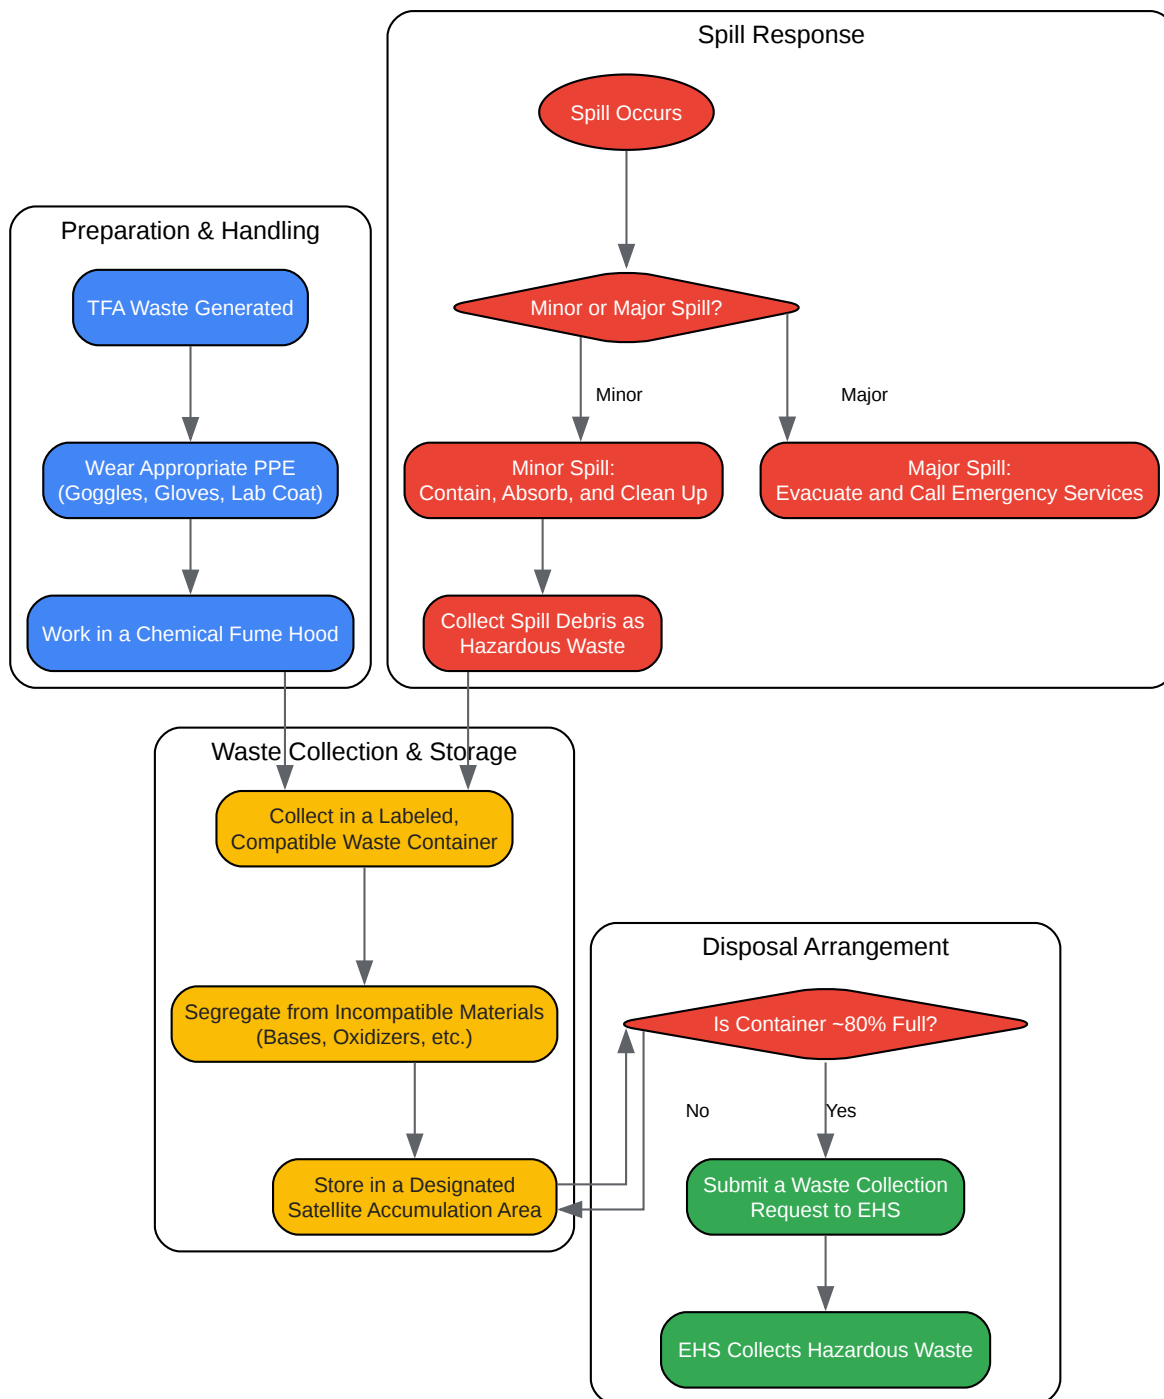 Spill Response
Spill Occurs
Minor or Major Spill?
Minor
Major
Minor Spill:
Contain, Absorb, and Clean Up
Major Spill:
Evacuate and Call Emergency Services
Collect Spill Debris as
Hazardous Waste
Preparation & Handling
TFA Waste Generated
Wear Appropriate PPE
(Goggles, Gloves, Lab Coat)
Work in a Chemical Fume Hood
Waste Collection & Storage
Collect in a Labeled,
Compatible Waste Container
Segregate from Incompatible Materials
(Bases, Oxidizers, etc.)
Store in a Designated
Satellite Accumulation Area
Disposal Arrangement
Is Container ~80% Full?
No
Yes
Submit a Waste Collection
Request to EHS
EHS Collects Hazardous Waste